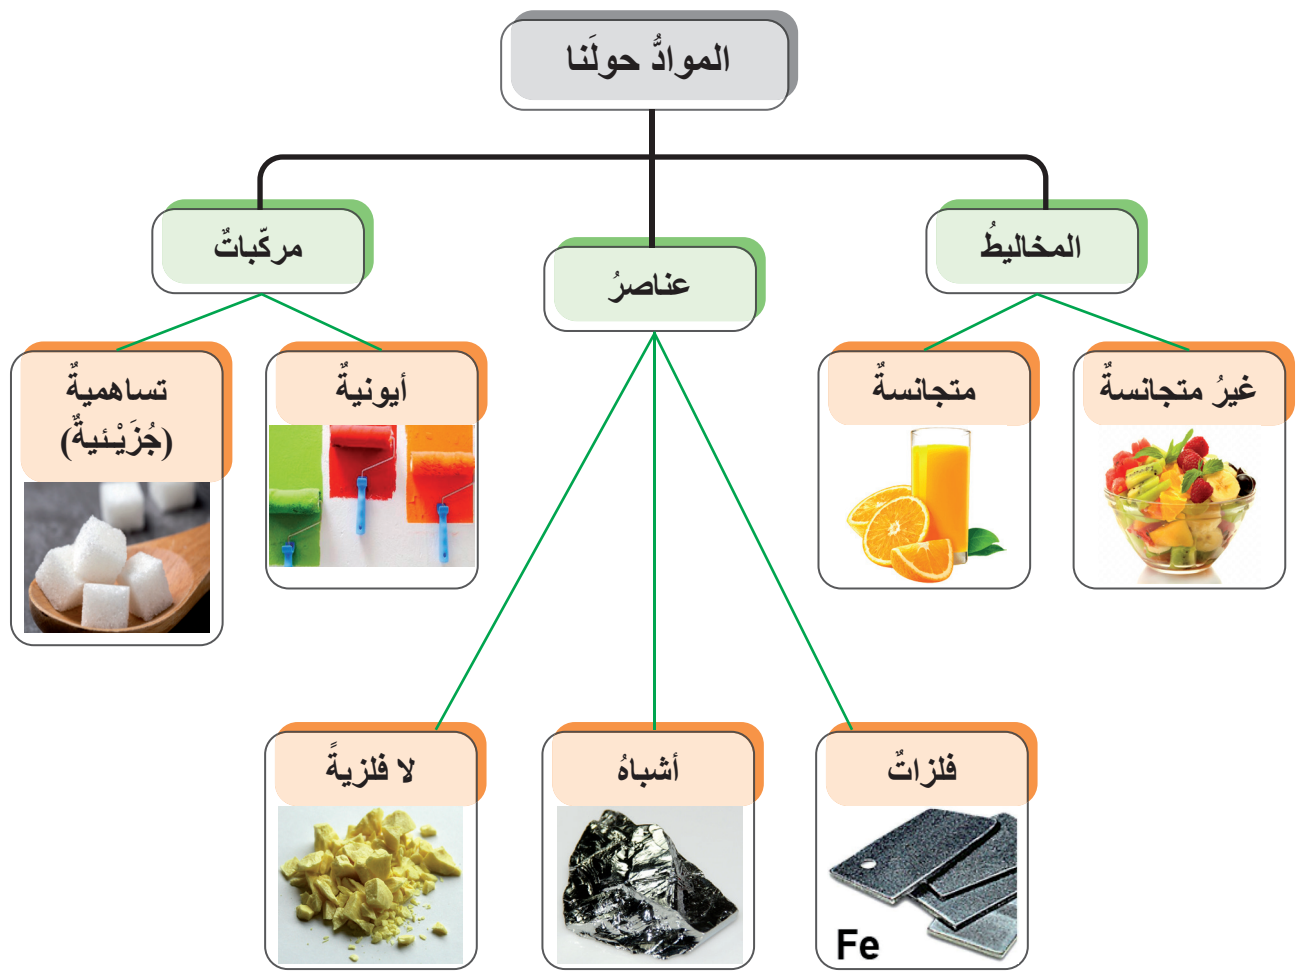 الموادُّ حولَنا
المخاليطُ
عناصرُ
مركّباتٌ
غيرُ متجانسةٌ
متجانسةٌ
أيونيةٌ
تساهميةٌ
(جُزَيْئيةٌ)
فلزاتٌ
أشباهُ
لا فلزيةً
Fe